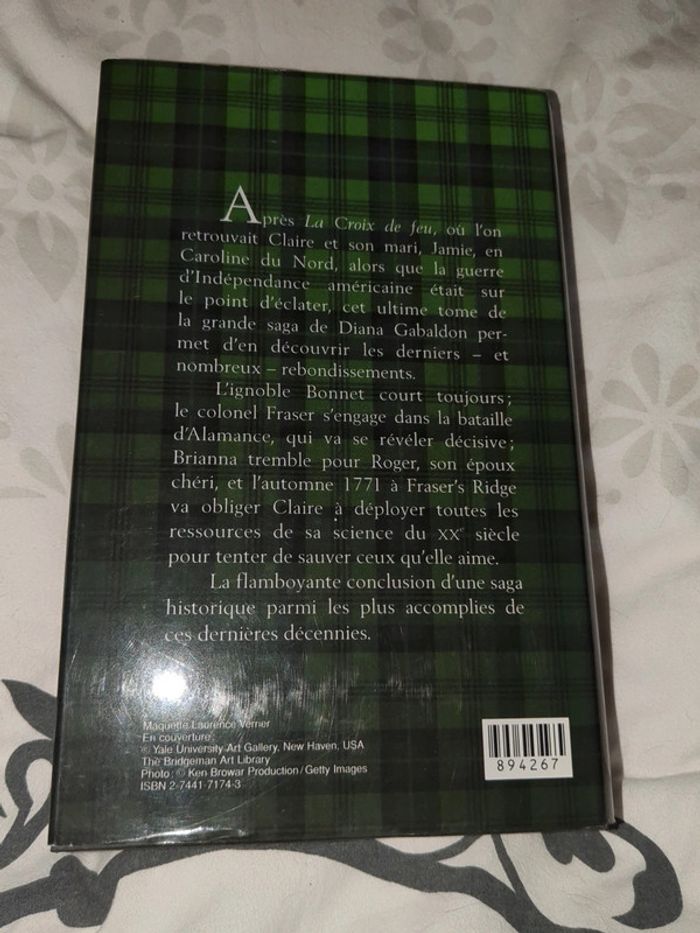 Après La Croix de feu, où l'on
retrouvait Claire et son mari, Jamie, en
Caroline du Nord, alors que la guerre
d'Indépendance américaine était sur
le point d'éclater, cet ultime tome de
la grande saga de Diana Gabaldon per-
met d'en découvrir les derniers – et
nombreux – rebondissements.
L'ignoble Bonnet court toujours ;
le colonel Fraser s'engage dans la bataille
d'Alamance, qui va se révéler décisive ;
Brianna tremble pour Roger, son époux
chéri, et l'automne 1771 à Fraser's Ridge
va obliger Claire à déployer toutes les
ressources de sa science du XXe siècle
pour tenter de sauver ceux qu'elle aime.
La flamboyante conclusion d'une saga
historique parmi les plus accomplies de
ces dernières décennies.
Maquette Laurence Verrier
En couverture :
© Yale University Art Gallery, New Haven, USA
The Bridgeman Art Library
Photo : © Ken Browar Production / Getty Images
ISBN 2-7441-7174-3
894267